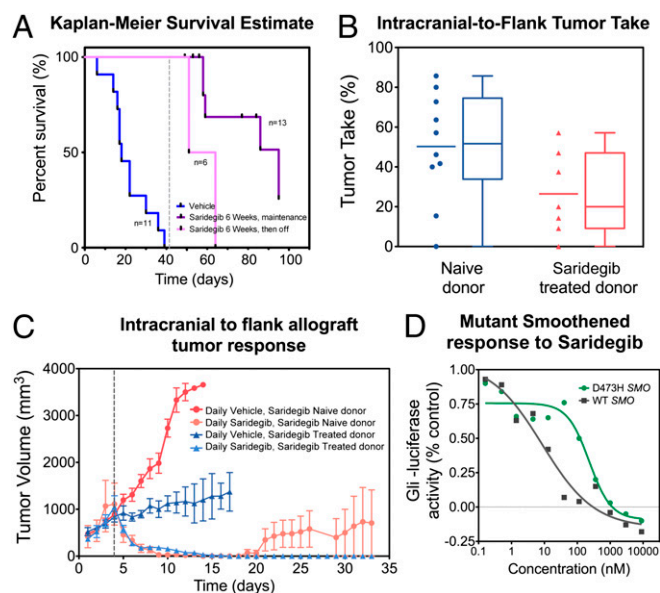 A
Kaplan-Meier Survival Estimate
Percent survival (%)
100
50
0
n=13
n=6
n=11
Vehicle
Saridegib 6 Weeks, maintenance
Saridegib 6 Weeks, then off
0 20 40 60 80 100
Time (days)
B
Intracranial-to-Flank Tumor Take
Tumor Take (%)
100
80
60
40
20
0
Naive
donor
Saridegib
treated donor
C
Intracranial to flank allograft
tumor response
Tumor Volume (mm³)
4000
3000
2000
1000
0
Daily Vehicle, Saridegib Naive donor
Daily Saridegib, Saridegib Naive donor
Daily Vehicle, Saridegib Treated donor
Daily Saridegib, Saridegib Treated donor
0 5 10 15 20 25 30 35
Time (days)
D
Mutant Smoothened
response to Saridegib
Gli -luciferase
activity (% control)
1.00
0.75
0.50
0.25
0.00
-0.25
D473H SMO
WT SMO
0.1 1 10 100 1000 10000
Concentration (nM)